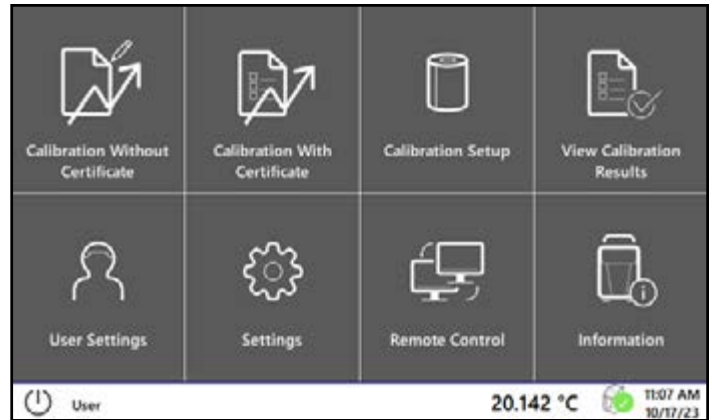 Calibration Without
Certificate
Calibration With
Certificate
Calibration Setup
View Calibration
Results
User Settings
Settings
Remote Control
Information
User
20.142 °C
11:07 AM
10/17/23